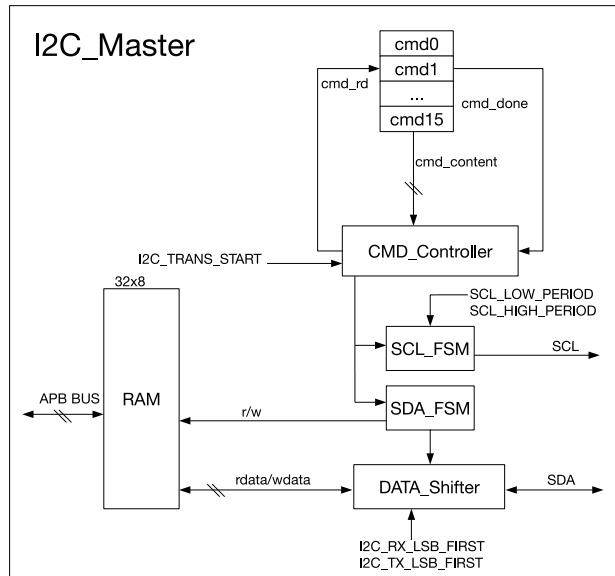 I2C_Master
cmd0
cmd1
...
cmd15
cmd_rd
cmd_done
cmd_content
CMD_Controller
I2C_TRANS_START
32x8
SCL_LOW_PERIOD
SCL_HIGH_PERIOD
SCL_FSM
SCL
APB BUS
RAM
r/w
SDA_FSM
rdata/wdata
DATA_Shifter
SDA
I2C_RX_LSB_FIRST
I2C_TX_LSB_FIRST